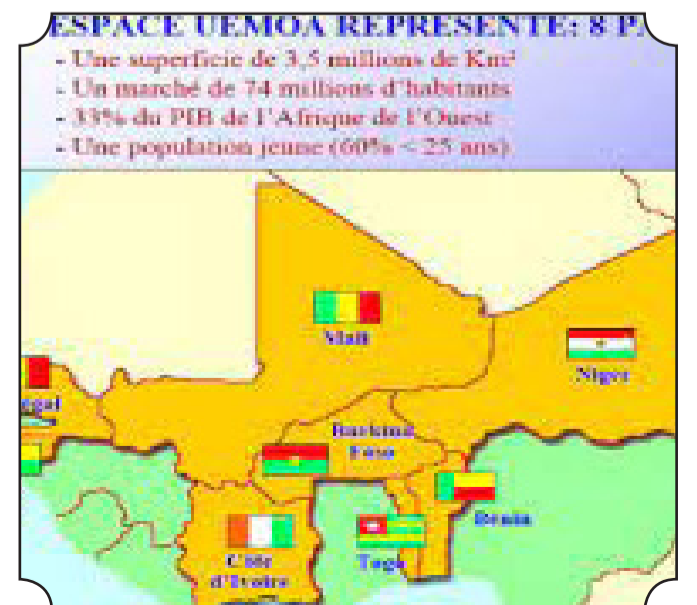 ESPACE UEMOA REPRESENTE: 8 PA
- Une superficie de 3,5 millions de Km²
- Un marché de 74 millions d'habitants
- 33% du PIB de l'Afrique de l'Ouest
- Une population jeune (60% < 25 ans)
Mali
Niger
egal
Burkina
Faso
Benin
Togo
Côte
d'Ivoire